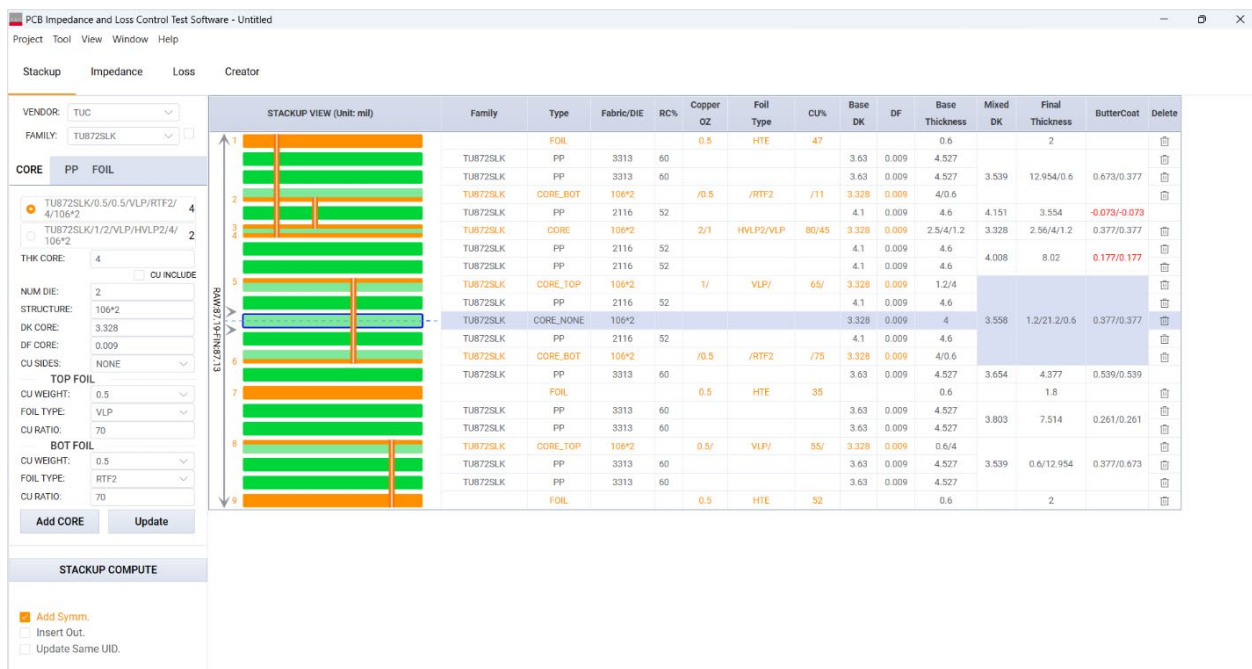 PCB Impedance and Loss Control Test Software - Untitled
Project Tool View Window Help
Stackup Impedance Loss Creator
VENDOR: TUC
FAMILY: TU872SLK
CORE PP FOIL
TU872SLK/0.5/0.5/VLP/RTF2/
4/106*2
4
TU872SLK/1/2/VLP/HVLP2/4/
106*2
2
THK CORE: 4
CU INCLUDE
NUM DIE: 2
STRUCTURE: 106*2
DK CORE: 3.328
DF CORE: 0.009
CU SIDES: NONE
TOP FOIL
CU WEIGHT: 0.5
FOIL TYPE: VLP
CU RATIO: 70
BOT FOIL
CU WEIGHT: 0.5
FOIL TYPE: RTF2
CU RATIO: 70
Add CORE Update
STACKUP COMPUTE
Add Symm.
Insert Out.
Update Same UID.
STACKUP VIEW (Unit: mil) Family Type Fabric/DIE RC% Copper OZ Foil Type CU% Base DK DF Base Thickness Mixed DK Final Thickness ButterCoat Delete
RAW:87.19-FIN:87.13
1 FOIL 0.5 HTE 47 0.6 2
TU872SLK PP 3313 60 3.63 0.009 4.527
TU872SLK PP 3313 60 3.63 0.009 4.527 3.539 12.954/0.6 0.673/0.377
2 TU872SLK CORE_BOT 106*2 /0.5 /RTF2 /11 3.328 0.009 4/0.6
TU872SLK PP 2116 52 4.1 0.009 4.6 4.151 3.554 -0.073/-0.073
3 4 TU872SLK CORE 106*2 2/1 HVLP2/VLP 80/45 3.328 0.009 2.5/4/1.2 3.328 2.56/4/1.2 0.377/0.377
TU872SLK PP 2116 52 4.1 0.009 4.6
4.008 8.02 0.177/0.177
TU872SLK PP 2116 52 4.1 0.009 4.6
5 TU872SLK CORE_TOP 106*2 1/ VLP/ 65/ 3.328 0.009 1.2/4
TU872SLK PP 2116 52 4.1 0.009 4.6
TU872SLK CORE_NONE 106*2 3.328 0.009 4 3.558 1.2/21.2/0.6 0.377/0.377
TU872SLK PP 2116 52 4.1 0.009 4.6
6 TU872SLK CORE_BOT 106*2 /0.5 /RTF2 /75 3.328 0.009 4/0.6
TU872SLK PP 3313 60 3.63 0.009 4.527 3.654 4.377 0.539/0.539
7 FOIL 0.5 HTE 35 0.6 1.8
TU872SLK PP 3313 60 3.63 0.009 4.527
3.803 7.514 0.261/0.261
TU872SLK PP 3313 60 3.63 0.009 4.527
8 TU872SLK CORE_TOP 106*2 0.5/ VLP/ 55/ 3.328 0.009 0.6/4
TU872SLK PP 3313 60 3.63 0.009 4.527 3.539 0.6/12.954 0.377/0.673
TU872SLK PP 3313 60 3.63 0.009 4.527
9 FOIL 0.5 HTE 52 0.6 2